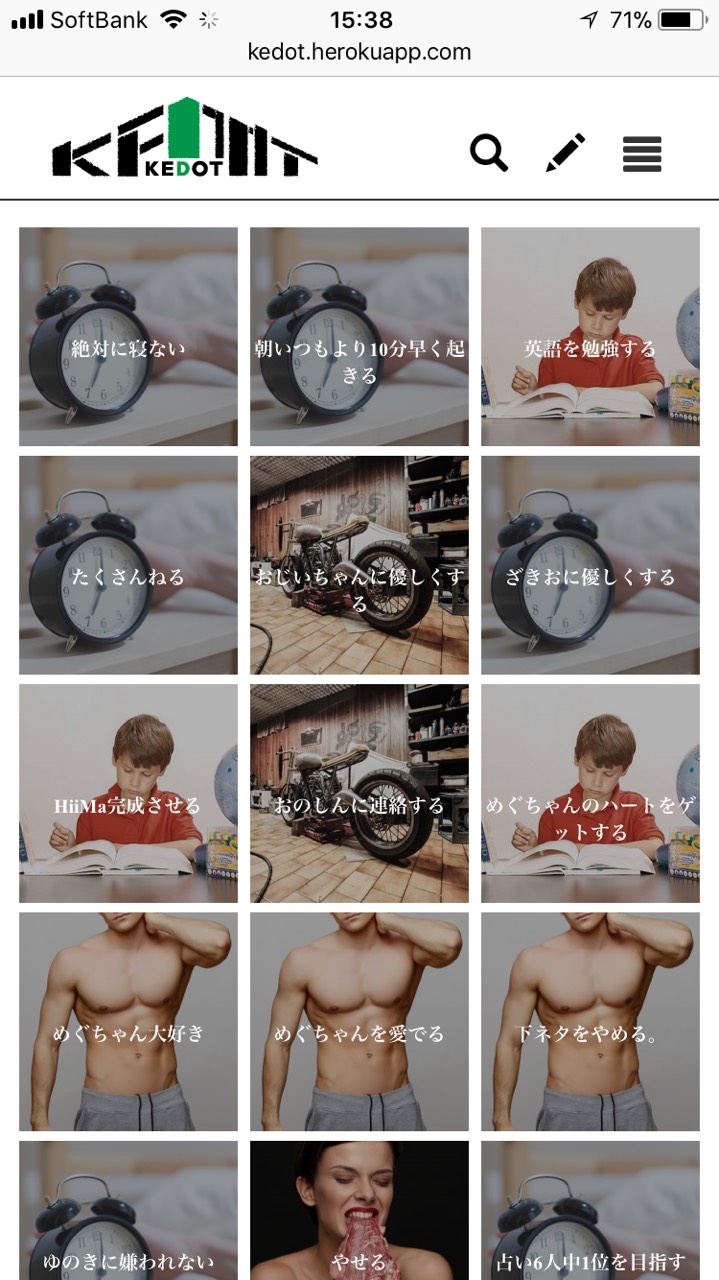 SoftBank 15:38 71%
kedot.herokuapp.com
KEDOT
KEDOT
絶対に寝ない
朝いつもより10分早く起
きる
英語を勉強する
たくさんねる
おじいちゃんに優しくす
る
ざきおに優しくする
HiiMa完成させる
おのしんに連絡する
めぐちゃんのハートをゲ
ットする
めぐちゃん大好き
めぐちゃんを愛でる
下ネタをやめる。
ゆのきに嫌われない
やせる
占い6人中1位を目指す